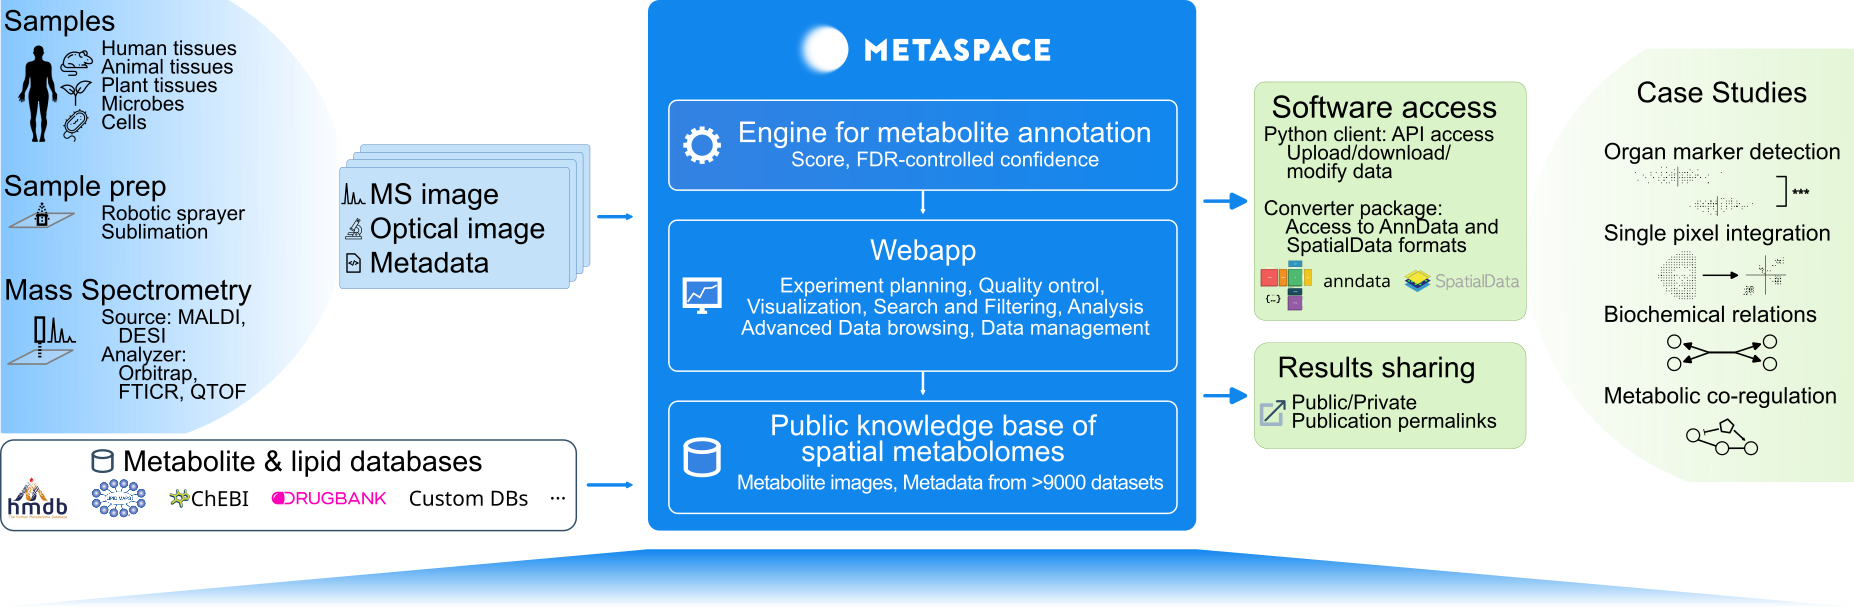 Samples
Human tissues
Animal tissues
Plant tissues
Microbes
Cells
Sample prep
Robotic sprayer
Sublimation
Mass Spectrometry
Source: MALDI,
DESI
Analyzer:
Orbitrap,
FTICR, QTOF
MS image
Optical image
Metadata
Metabolite & lipid databases
hmdb
LIPID MAPS
ChEBI
DRUGBANK
Custom DBs
...
METASPACE
Engine for metabolite annotation
Score, FDR-controlled confidence
Webapp
Experiment planning, Quality ontrol,
Visualization, Search and Filtering, Analysis
Advanced Data browsing, Data management
Public knowledge base of
spatial metabolomes
Metabolite images, Metadata from >9000 datasets
Software access
Python client: API access
Upload/download/
modify data
Converter package:
Access to AnnData and
SpatialData formats
{...}
anndata
SpatialData
Results sharing
Public/Private
Publication permalinks
Case Studies
Organ marker detection
***
Single pixel integration
Biochemical relations
Metabolic co-regulation